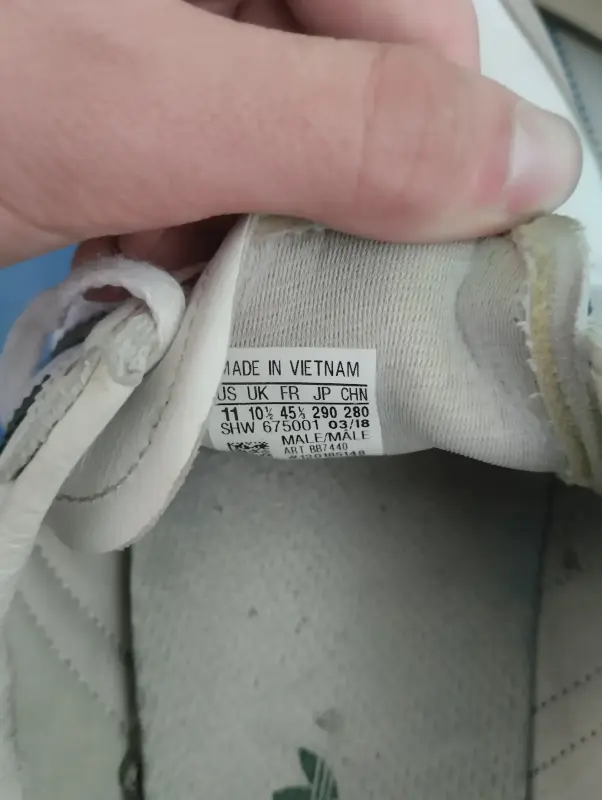 MADE IN VIETNAM
US UK FR JP CHN
11 10½ 45⅓ 290 280
SHW 675001 03/18
MALE/MÂLE
ART BB7440